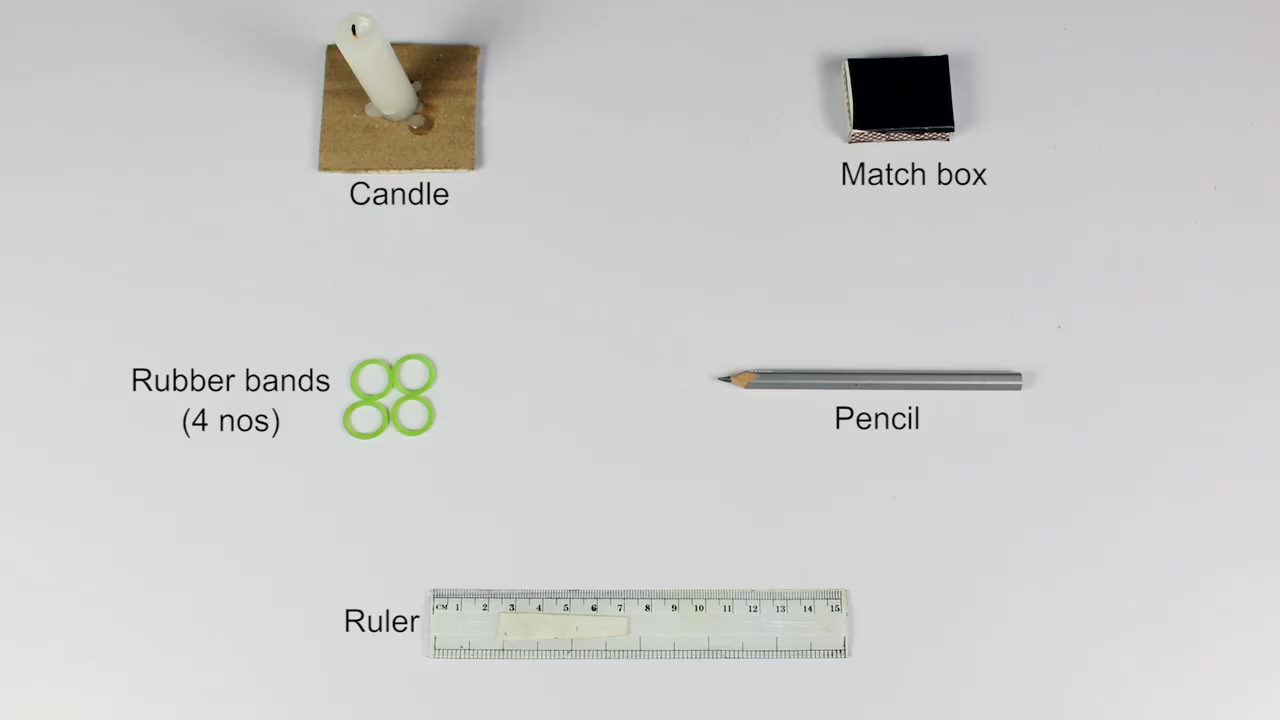 Candle
Match box
Rubber bands
(4 nos)
Pencil
Ruler
CM 1 2 3 4 5 6 7 8 9 10 11 12 13 14 15